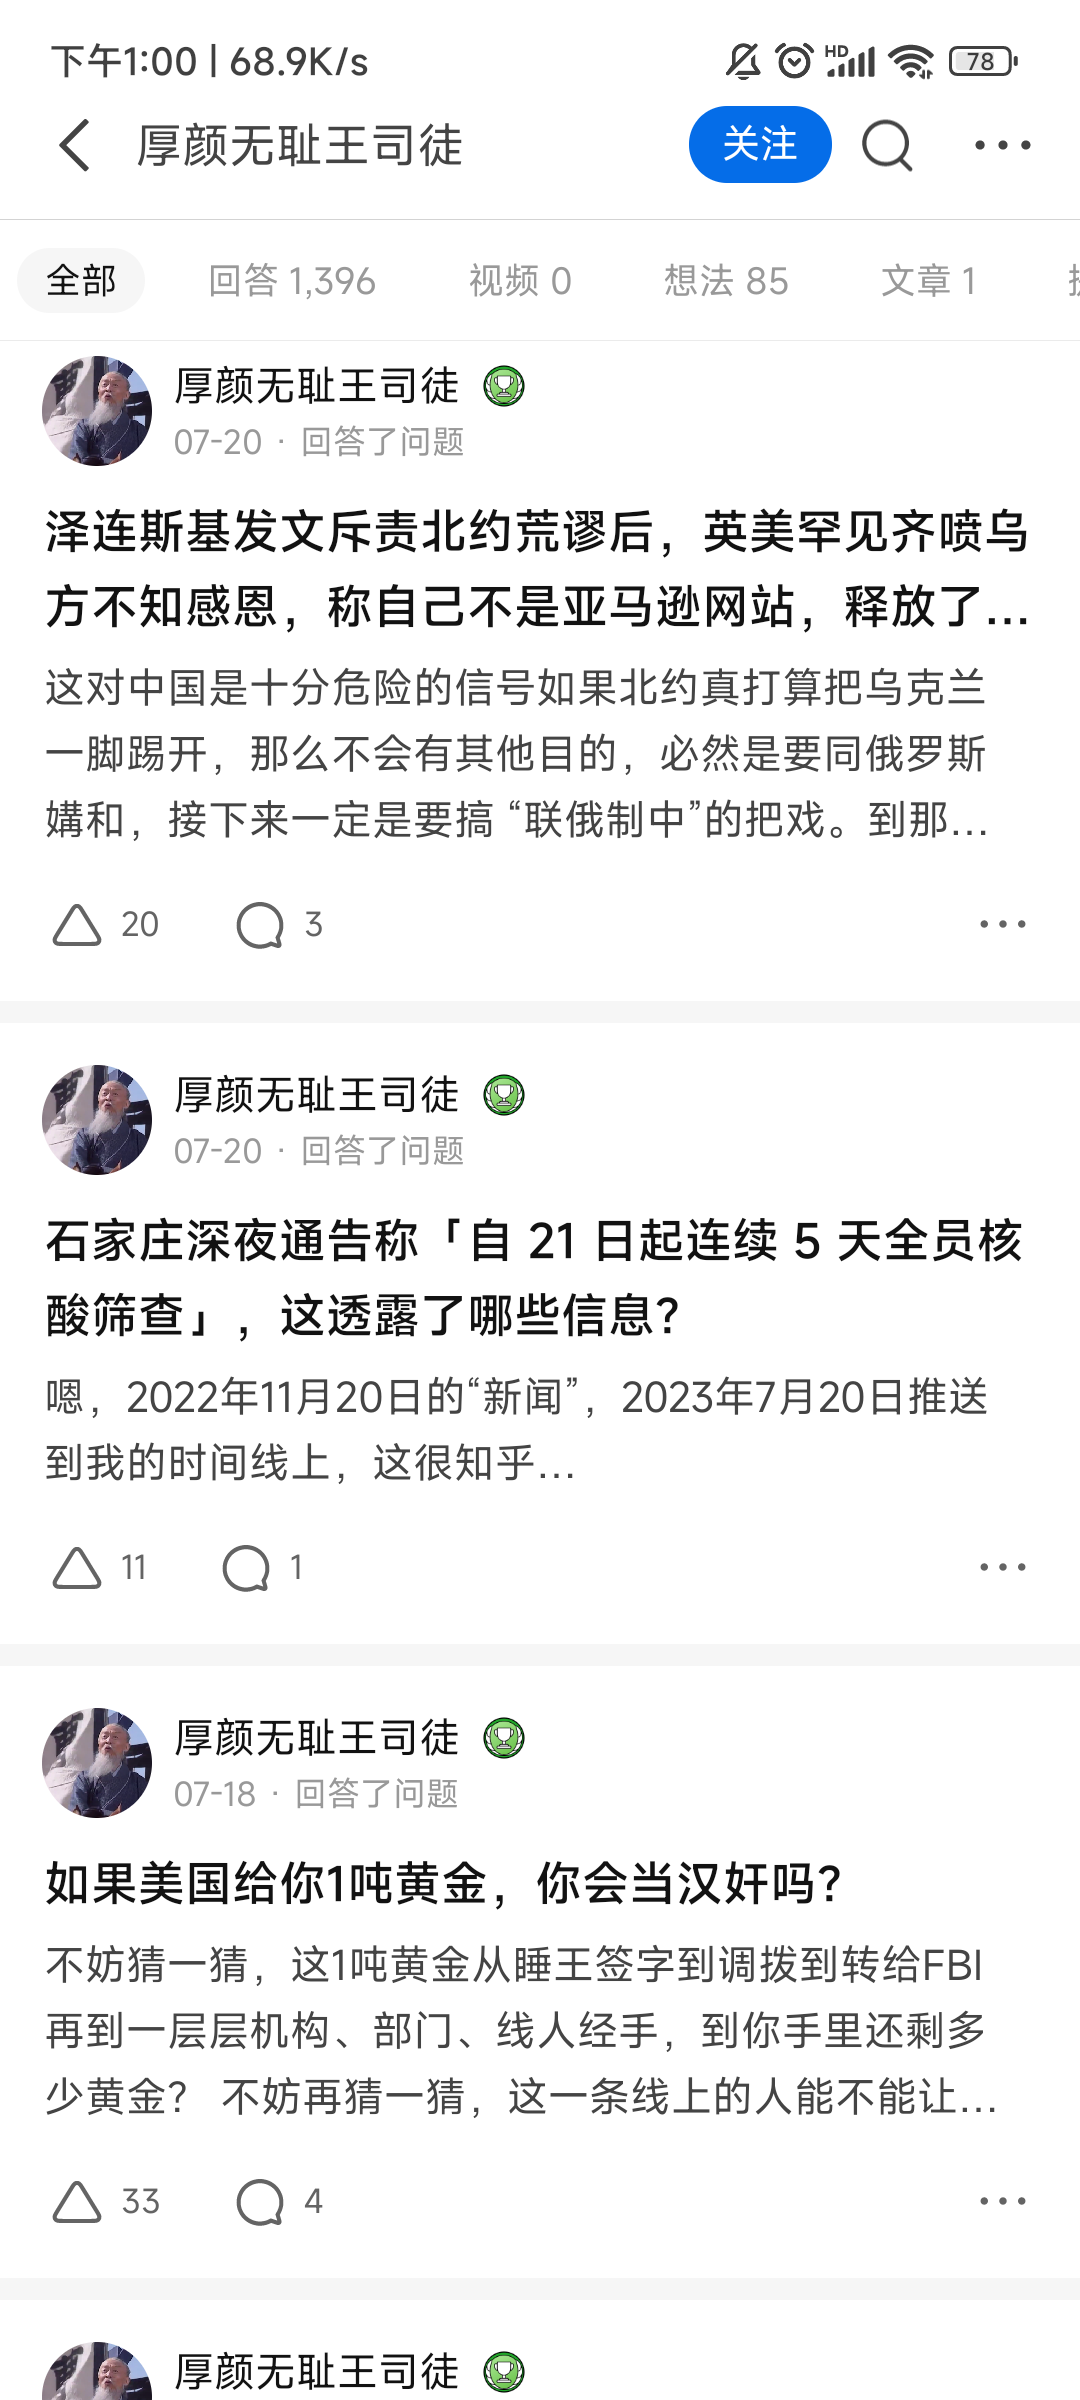 下午1:00 | 68.9K/s
HD
78
厚颜无耻王司徒
关注
全部
回答 1,396
视频 0
想法 85
文章 1
厚颜无耻王司徒
07-20 · 回答了问题
泽连斯基发文斥责北约荒谬后，英美罕见齐喷乌
方不知感恩，称自己不是亚马逊网站，释放了...
这对中国是十分危险的信号如果北约真打算把乌克兰
一脚踢开，那么不会有其他目的，必然是要同俄罗斯
媾和，接下来一定是要搞 “联俄制中”的把戏。到那...
20
3
厚颜无耻王司徒
07-20 · 回答了问题
石家庄深夜通告称「自 21 日起连续 5 天全员核
酸筛查」，这透露了哪些信息？
嗯，2022年11月20日的“新闻”，2023年7月20日推送
到我的时间线上，这很知乎...
11
1
厚颜无耻王司徒
07-18 · 回答了问题
如果美国给你1吨黄金，你会当汉奸吗？
不妨猜一猜，这1吨黄金从睡王签字到调拨到转给FBI
再到一层层机构、部门、线人经手，到你手里还剩多
少黄金？ 不妨再猜一猜，这一条线上的人能不能让...
33
4
厚颜无耻王司徒